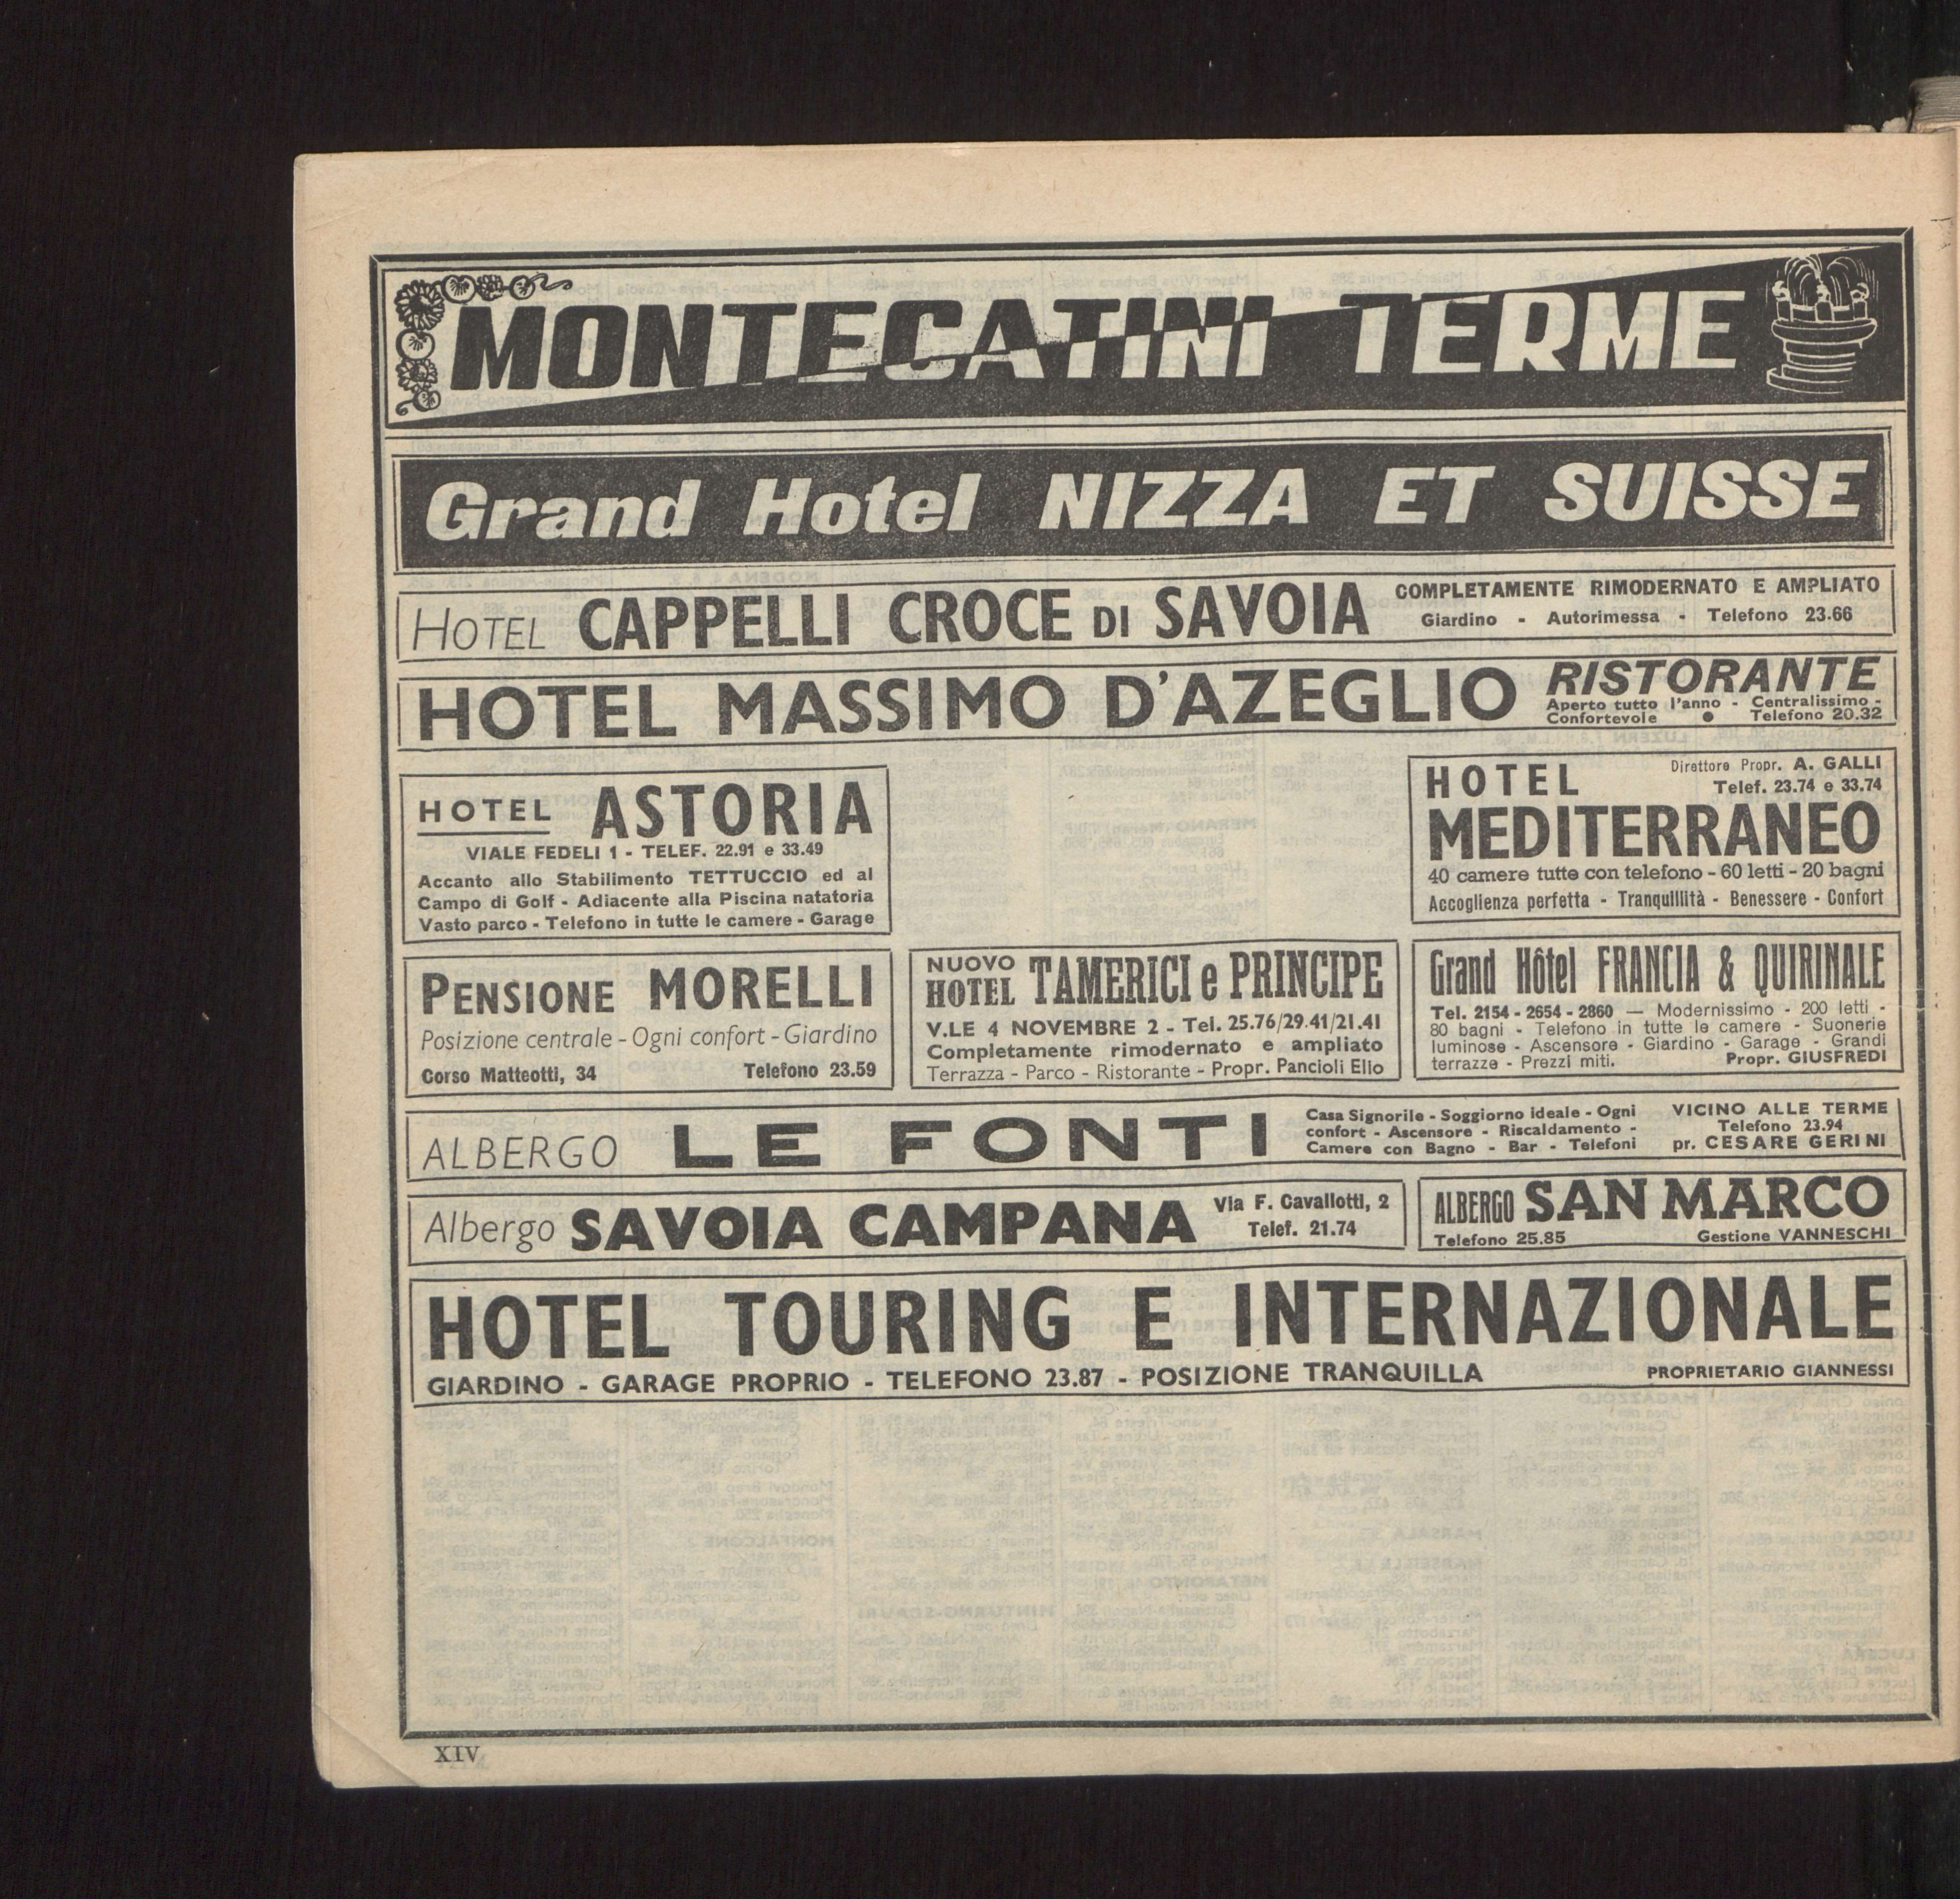 MONTECATINI TERME
Grand Hotel NIZZA ET SUISSE
HOTEL CAPPELLI CROCE DI SAVOIA
COMPLETAMENTE RIMODERNATO E AMPLIATO
Giardino - Autorimessa - Telefono 23.66
HOTEL MASSIMO D'AZEGLIO
RISTORANTE
Aperto tutto l'anno - Centralissimo -
Confortevole ● Telefono 20.32
HOTEL ASTORIA
VIALE FEDELI 1 - TELEF. 22.91 e 33.49
Accanto allo Stabilimento TETTUCCIO ed al
Campo di Golf - Adiacente alla Piscina natatoria
Vasto parco - Telefono in tutte le camere - Garage
HOTEL
Direttore Propr. A. GALLI
Telef. 23.74 e 33.74
MEDITERRANEO
40 camere tutte con telefono - 60 letti - 20 bagni
Accoglienza perfetta - Tranquillità - Benessere - Confort
PENSIONE MORELLI
Posizione centrale - Ogni confort - Giardino
Corso Matteotti, 34 Telefono 23.59
NUOVO
HOTEL TAMERICI e PRINCIPE
V.LE 4 NOVEMBRE 2 - Tel. 25.76/29.41/21.41
Completamente rimodernato e ampliato
Terrazza - Parco - Ristorante - Propr. Pancioli Elio
Grand Hôtel FRANCIA & QUIRINALE
Tel. 2154 - 2654 - 2860 — Modernissimo - 200 letti -
80 bagni - Telefono in tutte le camere - Suonerie
luminose - Ascensore - Giardino - Garage - Grandi
terrazze - Prezzi miti. Propr. GIUSFREDI
ALBERGO LE FONTI
Casa Signorile - Soggiorno ideale - Ogni
confort - Ascensore - Riscaldamento -
Camere con Bagno - Bar - Telefoni
VICINO ALLE TERME
Telefono 23.94
pr. CESARE GERINI
Albergo SAVOIA CAMPANA
Via F. Cavallotti, 2
Telef. 21.74
ALBERGO SAN MARCO
Telefono 25.85 Gestione VANNESCHI
HOTEL TOURING E INTERNAZIONALE
GIARDINO - GARAGE PROPRIO - TELEFONO 23.87 - POSIZIONE TRANQUILLA PROPRIETARIO GIANNESSI
XIV